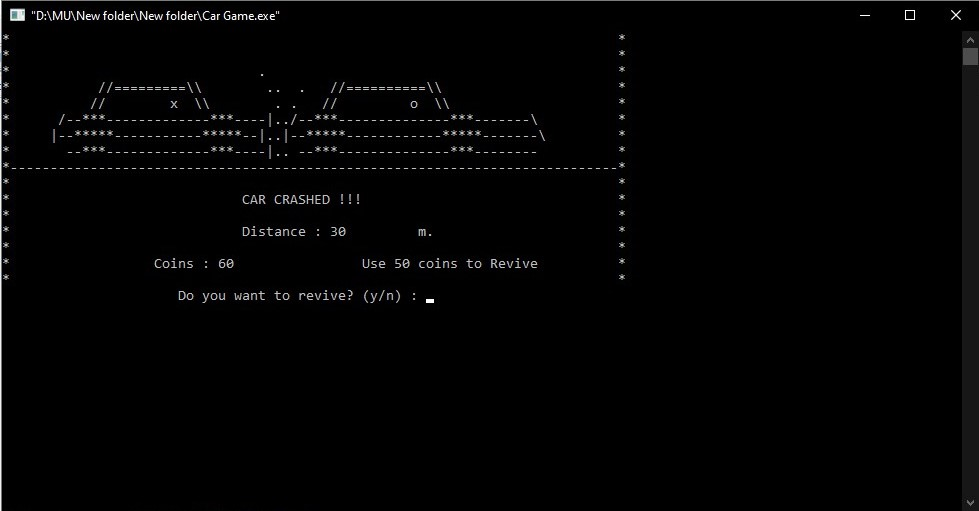 "D:\MU\New folder\New folder\Car Game.exe"
CAR CRASHED !!!
Distance : 30 m.
Coins : 60 Use 50 coins to Revive
Do you want to revive? (y/n) :